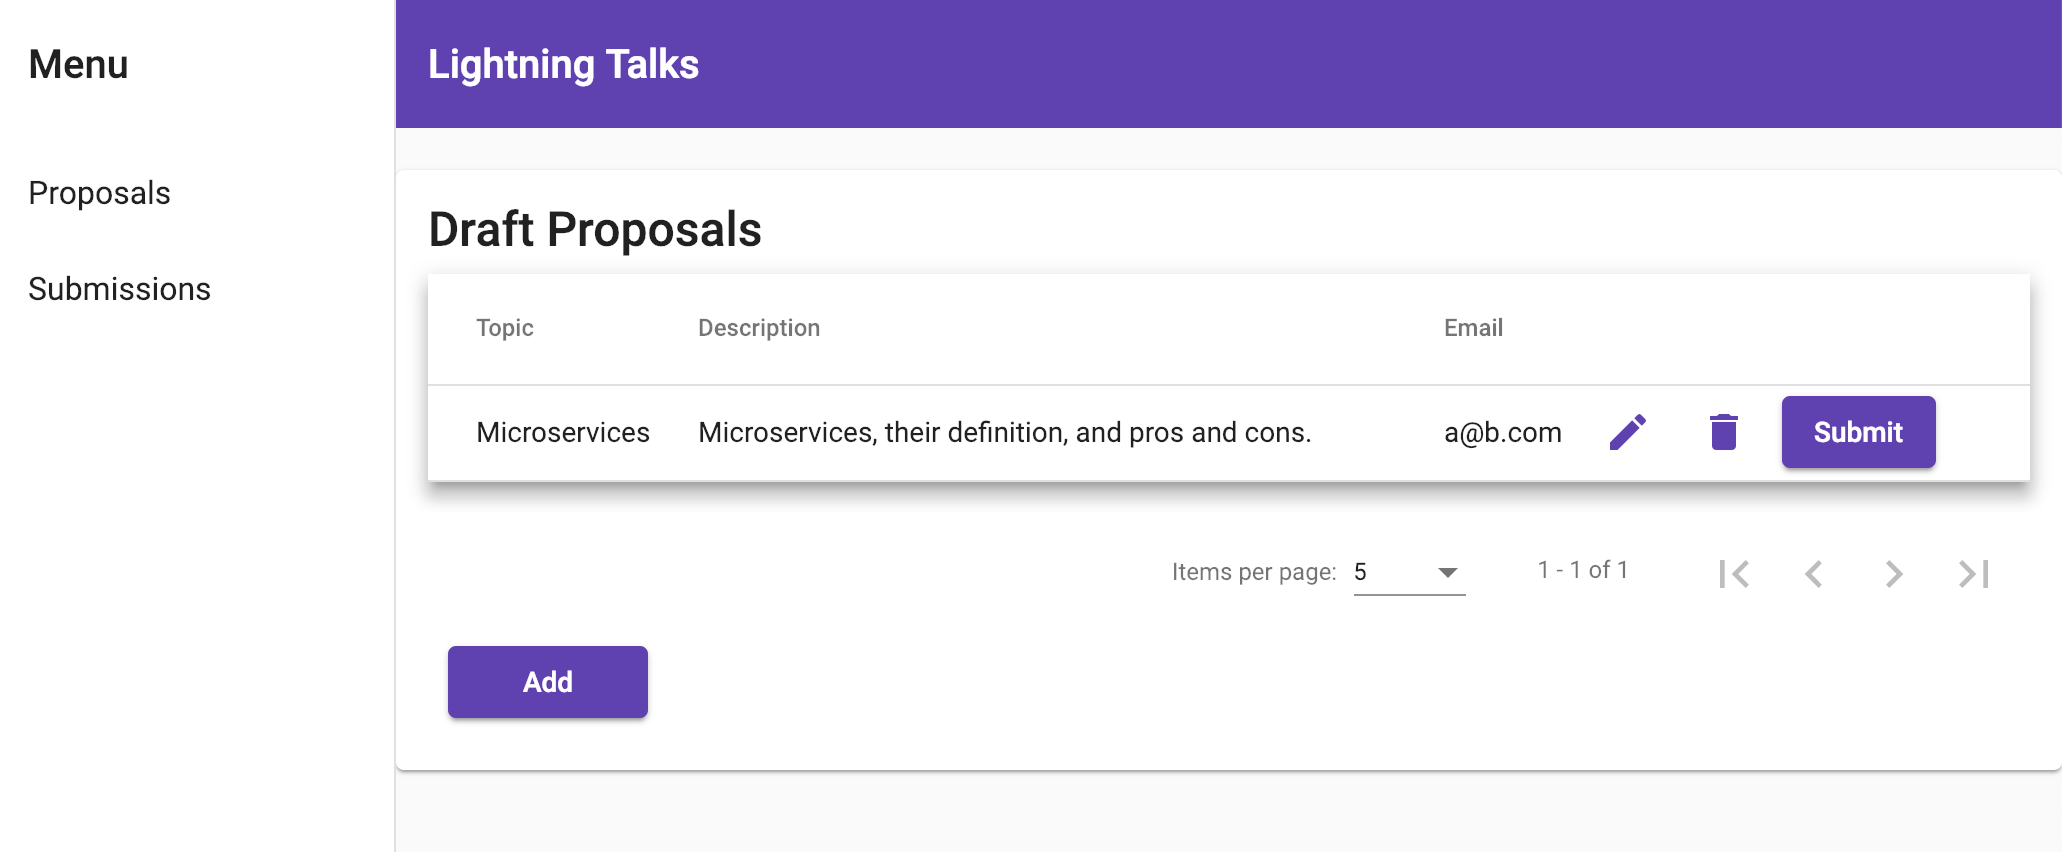 Menu
Lightning Talks
Proposals
Submissions
Draft Proposals
Topic Description Email
Microservices Microservices, their definition, and pros and cons. a@b.com Submit
Items per page: 5 1 - 1 of 1
Add